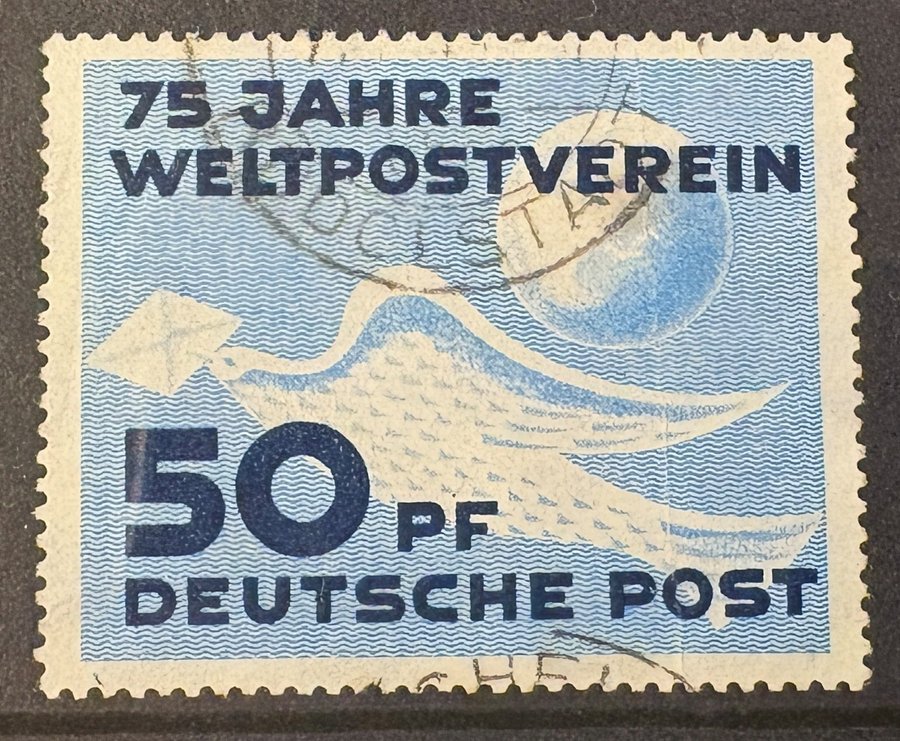 75 JAHRE
WELTPOSTVEREIN
50 PF
DEUTSCHE POST